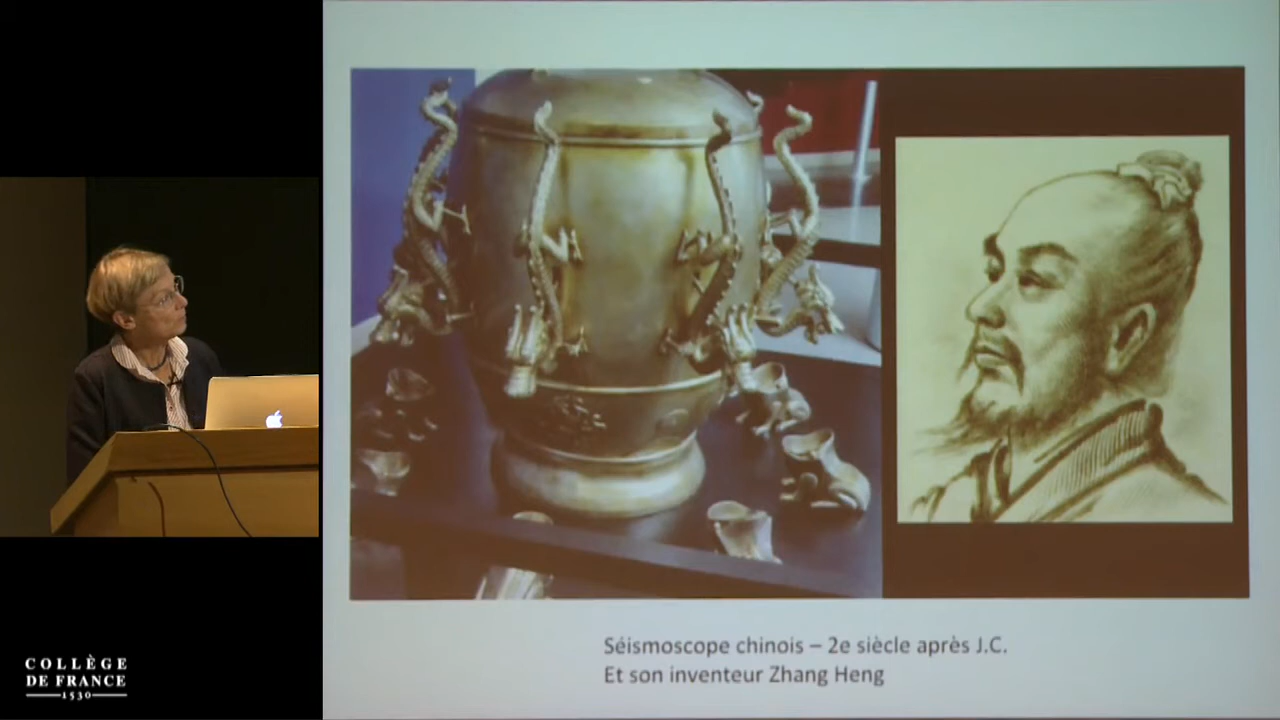 Séismoscope chinois – 2e siècle après J.C.
Et son inventeur Zhang Heng
COLLÈGE
DE FRANCE
1530